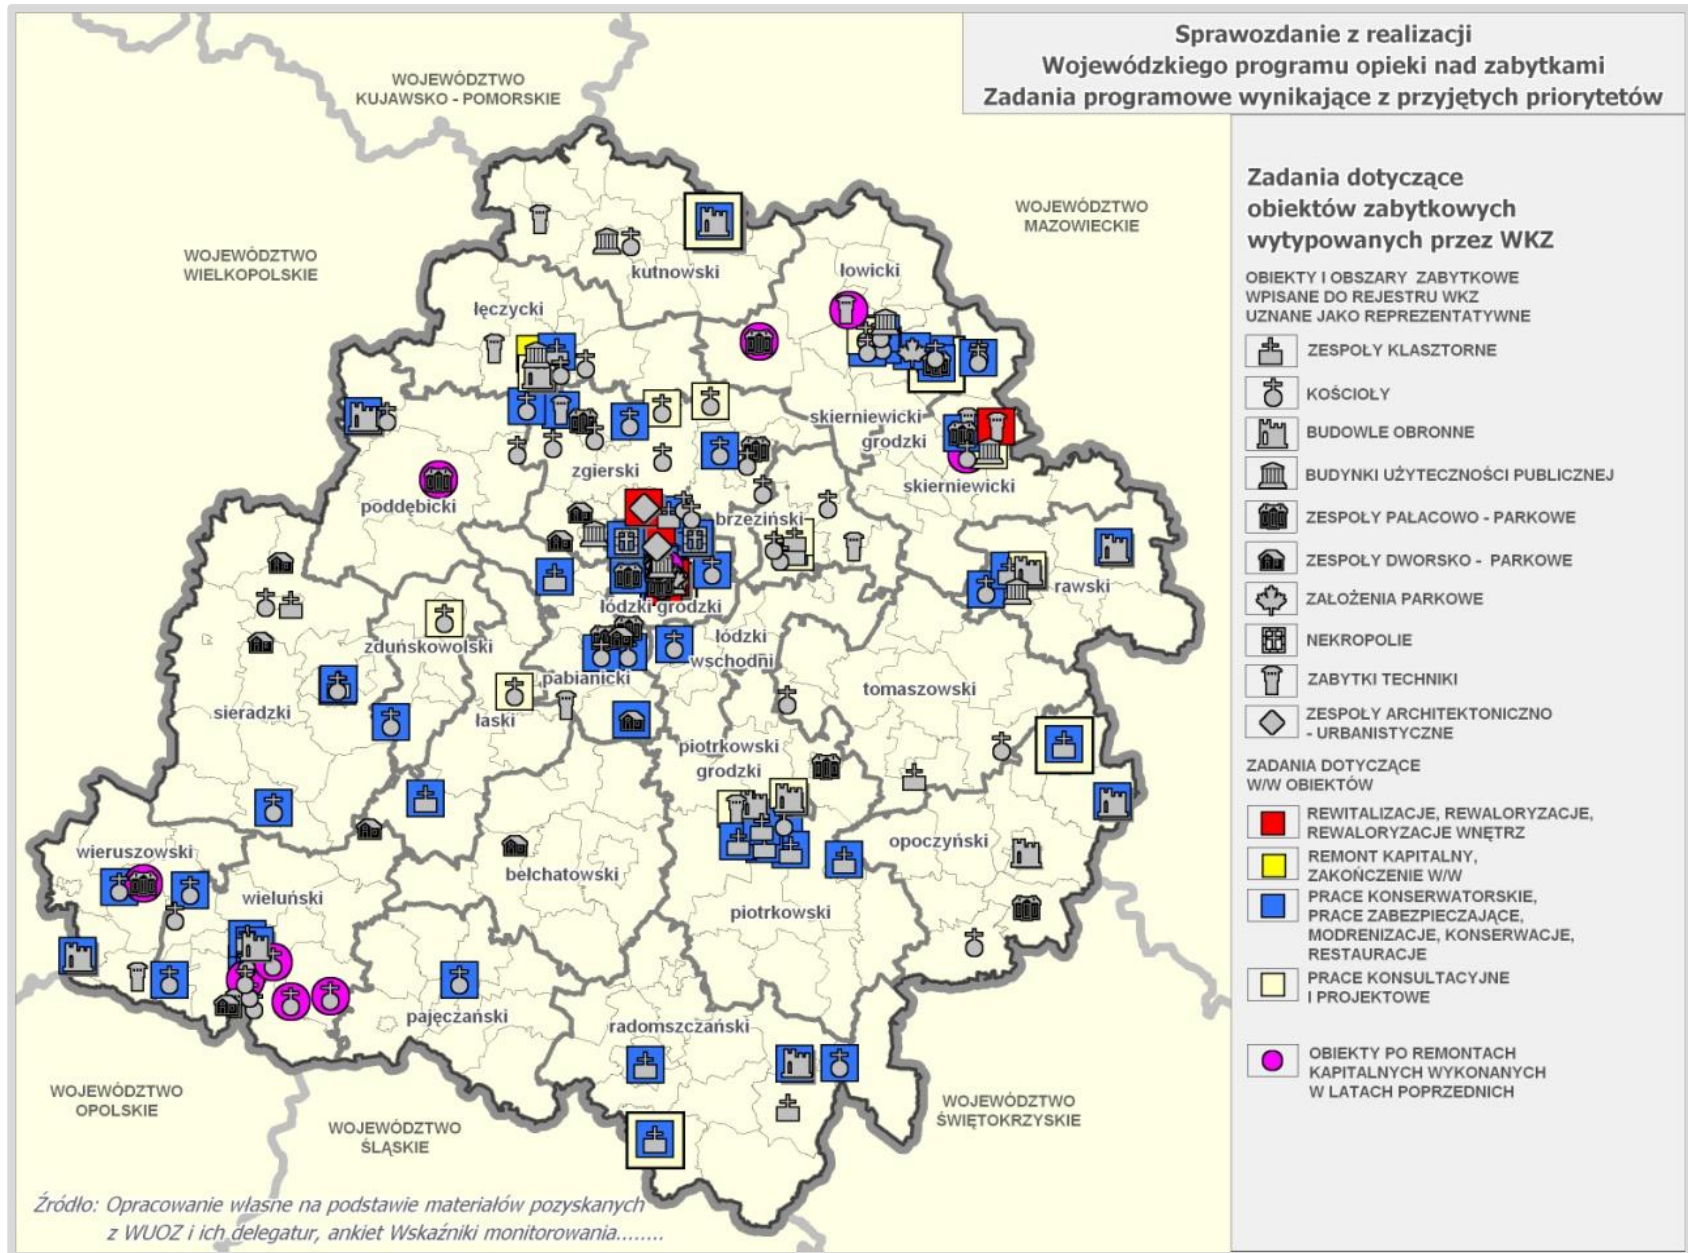 Sprawozdanie z realizacji
Wojewódzkiego programu opieki nad zabytkami
Zadania programowe wynikające z przyjętych priorytetów
WOJEWÓDZTWO
KUJAWSKO - POMORSKIE
WOJEWÓDZTWO
MAZOWIECKIE
WOJEWÓDZTWO
WIELKOPOLSKIE
kutnowski
łowicki
łęczycki
skierniewicki
grodzki
zgierski
skierniewicki
poddębicki
brzeziński
rawski
łódzki grodzki
zduńskowolski
łódzki
wschodni
pabianicki
tomaszowski
sieradzki
łaski
piotrkowski
grodzki
opoczyński
wieruszowski
bełchatowski
wieluński
piotrkowski
pajęczański
radomszczański
WOJEWÓDZTWO
OPOLSKIE
WOJEWÓDZTWO
ŚLĄSKIE
WOJEWÓDZTWO
ŚWIĘTOKRZYSKIE
Źródło: Opracowanie własne na podstawie materiałów pozyskanych
z WUOZ i ich delegatur, ankiet Wskaźniki monitorowania........
Zadania dotyczące
obiektów zabytkowych
wytypowanych przez WKZ
OBIEKTY I OBSZARY ZABYTKOWE
WPISANE DO REJESTRU WKZ
UZNANE JAKO REPREZENTATYWNE
ZESPOŁY KLASZTORNE
KOŚCIOŁY
BUDOWLE OBRONNE
BUDYNKI UŻYTECZNOŚCI PUBLICZNEJ
ZESPOŁY PAŁACOWO - PARKOWE
ZESPOŁY DWORSKO - PARKOWE
ZAŁOŻENIA PARKOWE
NEKROPOLIE
ZABYTKI TECHNIKI
ZESPOŁY ARCHITEKTONICZNO
- URBANISTYCZNE
ZADANIA DOTYCZĄCE
W/W OBIEKTÓW
REWITALIZACJE, REWALORYZACJE,
REWALORYZACJE WNĘTRZ
REMONT KAPITALNY,
ZAKOŃCZENIE W/W
PRACE KONSERWATORSKIE,
PRACE ZABEZPIECZAJĄCE,
MODRENIZACJE, KONSERWACJE,
RESTAURACJE
PRACE KONSULTACYJNE
I PROJEKTOWE
OBIEKTY PO REMONTACH
KAPITALNYCH WYKONANYCH
W LATACH POPRZEDNICH